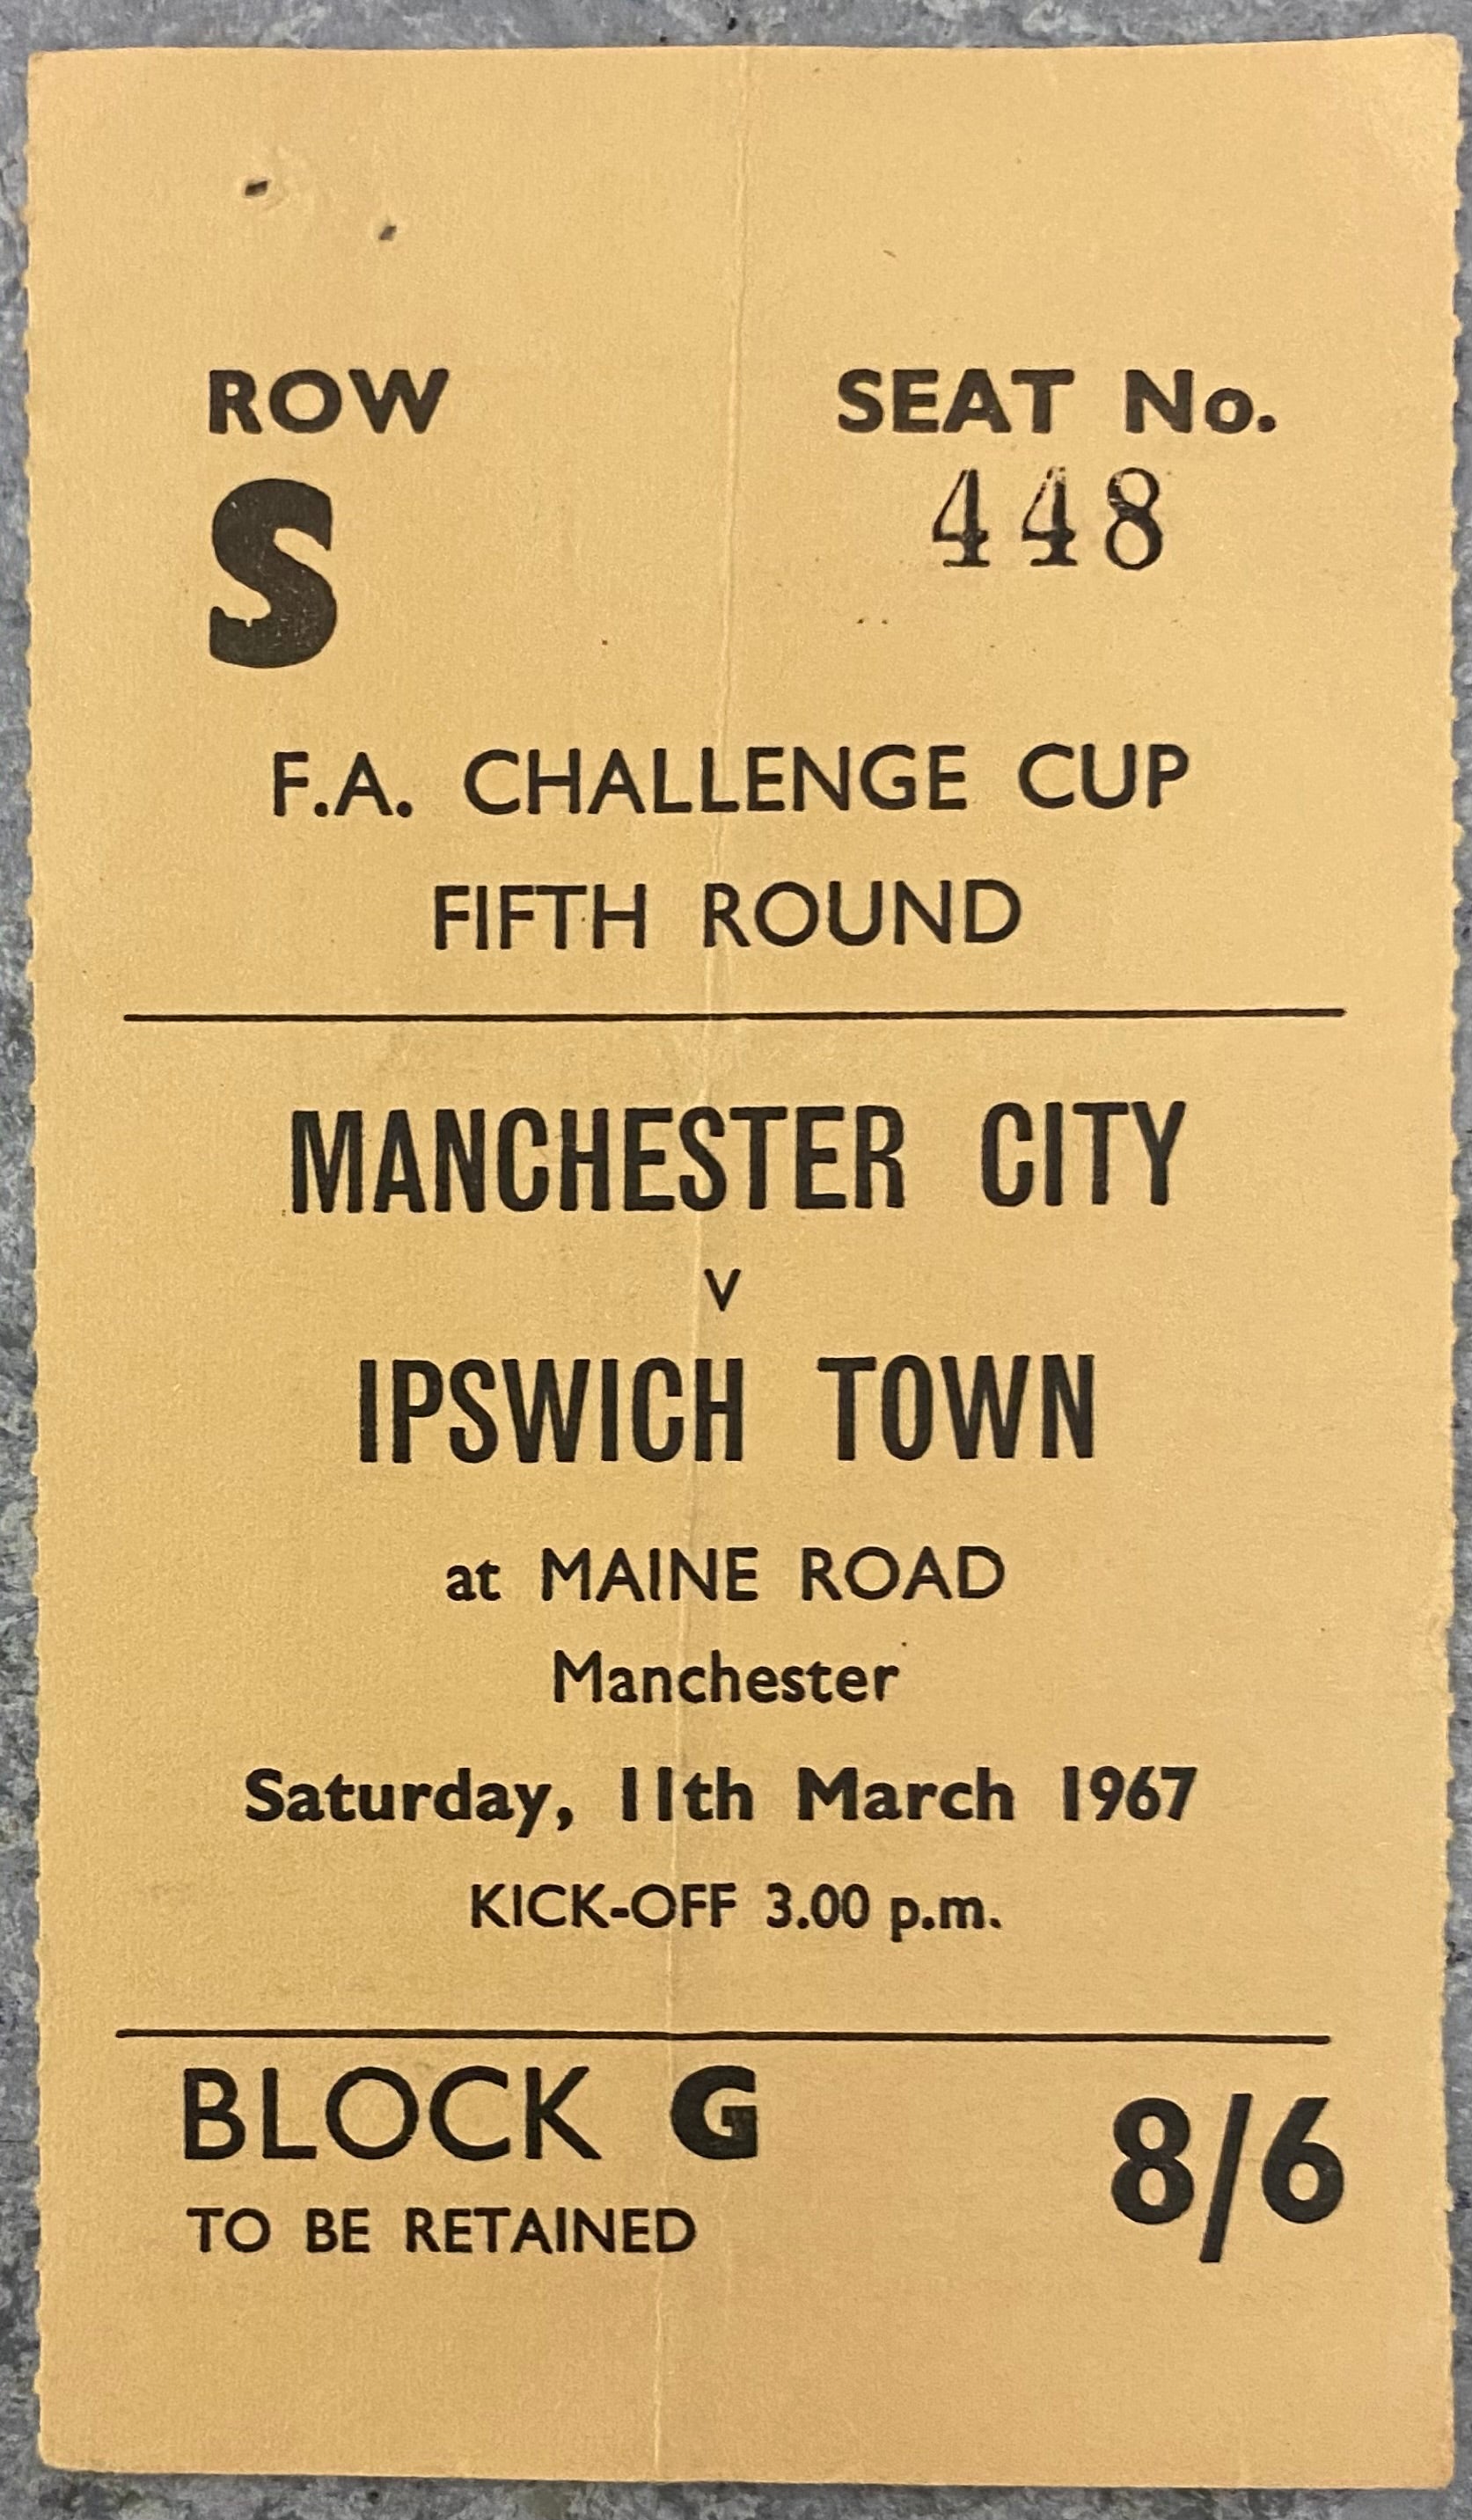 ROW SEAT No.
S 448
F.A. CHALLENGE CUP
FIFTH ROUND
MANCHESTER CITY
v
IPSWICH TOWN
at MAINE ROAD
Manchester
Saturday, 11th March 1967
KICK-OFF 3.00 p.m.
BLOCK G 8/6
TO BE RETAINED